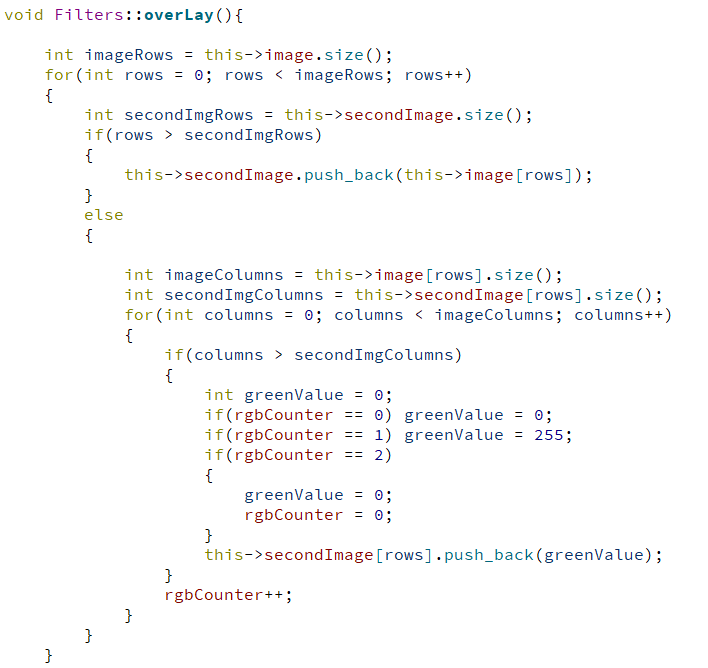 void Filters::overLay(){
    int imageRows = this->image.size();
    for(int rows = 0; rows < imageRows; rows++)
    {
        int secondImgRows = this->secondImage.size();
        if(rows > secondImgRows)
        {
            this->secondImage.push_back(this->image[rows]);
        }
        else
        {
            int imageColumns = this->image[rows].size();
            int secondImgColumns = this->secondImage[rows].size();
            for(int columns = 0; columns < imageColumns; columns++)
            {
                if(columns > secondImgColumns)
                {
                    int greenValue = 0;
                    if(rgbCounter == 0) greenValue = 0;
                    if(rgbCounter == 1) greenValue = 255;
                    if(rgbCounter == 2)
                    {
                        greenValue = 0;
                        rgbCounter = 0;
                    }
                    this->secondImage[rows].push_back(greenValue);
                }
                rgbCounter++;
            }
        }
    }